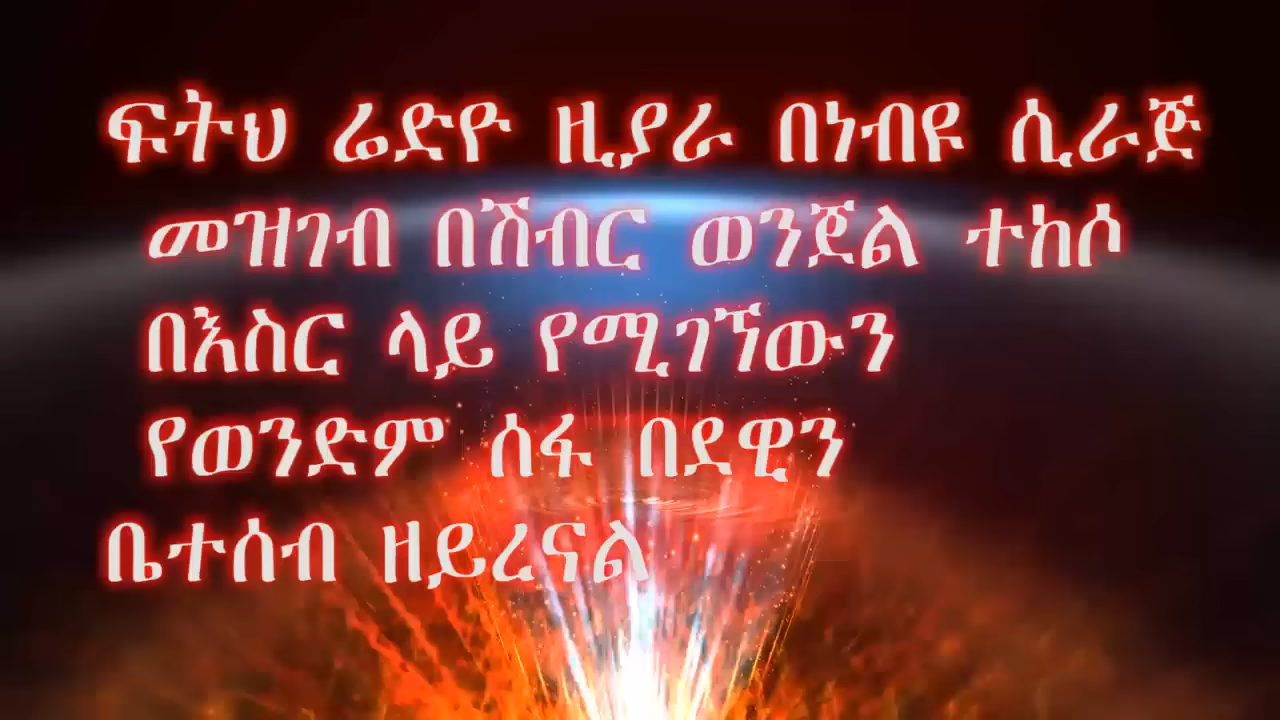 ፍትህ ሬድዮ ዚያራ በነብዩ ሲራጅ
መዝገብ በሽብር ወንጀል ተከሶ
በእስር ላይ የሚገኘውን
የወንድም ሰፋ በደዊን
ቤተሰብ ዘይረናል